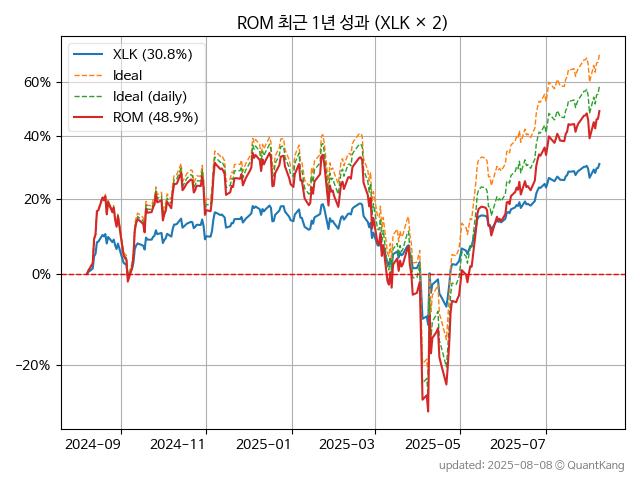 ROM 최근 1년 성과 (XLK × 2)
XLK (30.8%)
Ideal
Ideal (daily)
ROM (48.9%)
60%
40%
20%
0%
−20%
2024-09 2024-11 2025-01 2025-03 2025-05 2025-07
updated: 2025-08-08 ⓒ QuantKang